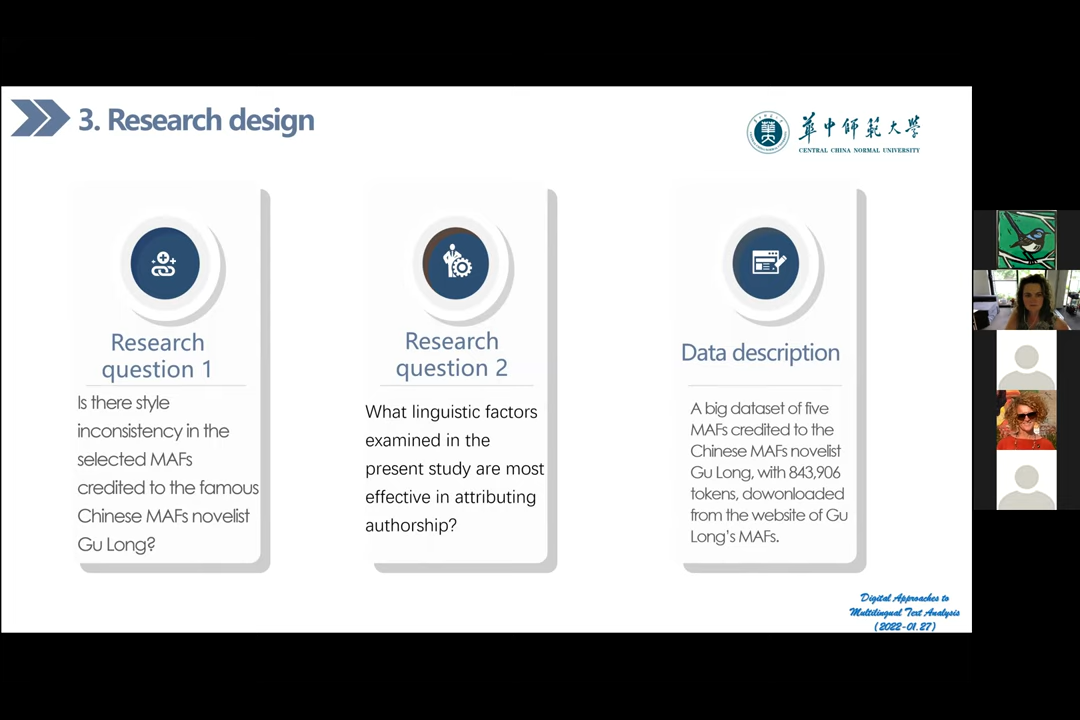 3. Research design
華中師範大學
CENTRAL CHINA NORMAL UNIVERSITY
Research
question 1
Is there style
inconsistency in the
selected MAFs
credited to the famous
Chinese MAFs novelist
Gu Long?
Research
question 2
What linguistic factors
examined in the
present study are most
effective in attributing
authorship?
Data description
A big dataset of five
MAFs credited to the
Chinese MAFs novelist
Gu Long, with 843,906
tokens, dowonloaded
from the website of Gu
Long's MAFs.
Digital Approaches to
Multilingual Text Analysis
(2022-01.27)